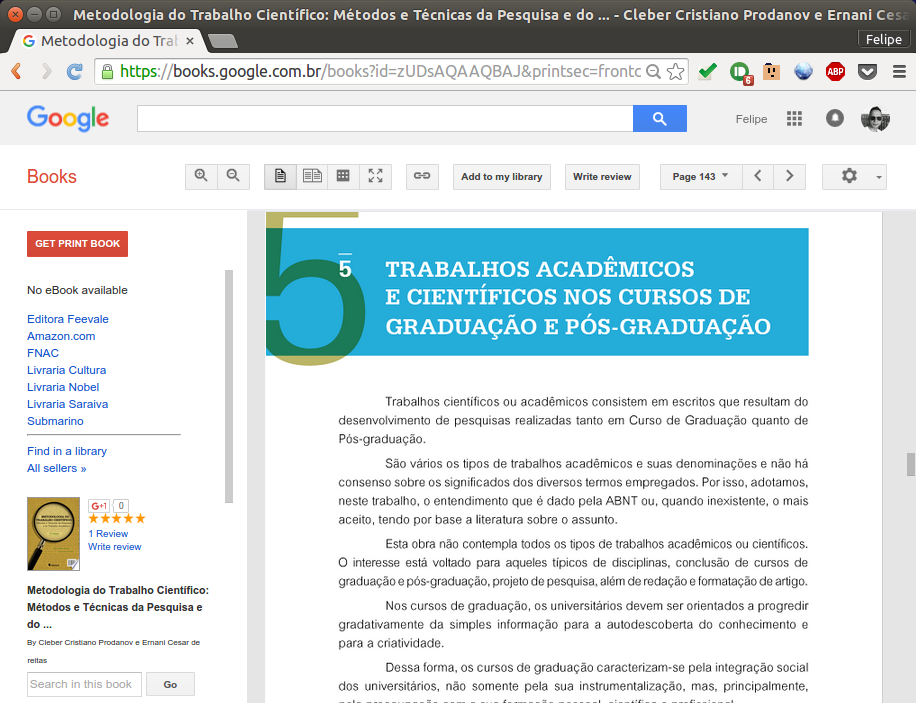 Metodologia do Trabalho Científico: Métodos e Técnicas da Pesquisa e do ... - Cleber Cristiano Prodanov e Ernani Cesa
Metodologia do Trab
Felipe
https://books.google.com.br/books?id=zUDsAQAAQBAJ&printsec=frontc
6
ABP
Google
Felipe
Books
Add to my library
Write review
Page 143
GET PRINT BOOK
No eBook available
Editora Feevale
Amazon.com
FNAC
Livraria Cultura
Livraria Nobel
Livraria Saraiva
Submarino
Find in a library
All sellers »
G+1 0
1 Review
Write review
Metodologia do Trabalho Científico:
Métodos e Técnicas da Pesquisa e
do ...
By Cleber Cristiano Prodanov e Ernani Cesar de
reitas
Search in this book
Go
5
5
TRABALHOS ACADÊMICOS
E CIENTÍFICOS NOS CURSOS DE
GRADUAÇÃO E PÓS-GRADUAÇÃO
Trabalhos científicos ou acadêmicos consistem em escritos que resultam do
desenvolvimento de pesquisas realizadas tanto em Curso de Graduação quanto de
Pós-graduação.
São vários os tipos de trabalhos acadêmicos e suas denominações e não há
consenso sobre os significados dos diversos termos empregados. Por isso, adotamos,
neste trabalho, o entendimento que é dado pela ABNT ou, quando inexistente, o mais
aceito, tendo por base a literatura sobre o assunto.
Esta obra não contempla todos os tipos de trabalhos acadêmicos ou científicos.
O interesse está voltado para aqueles típicos de disciplinas, conclusão de cursos de
graduação e pós-graduação, projeto de pesquisa, além de redação e formatação de artigo.
Nos cursos de graduação, os universitários devem ser orientados a progredir
gradativamente da simples informação para a autodescoberta do conhecimento e
para a criatividade.
Dessa forma, os cursos de graduação caracterizam-se pela integração social
dos universitários, não somente pela sua instrumentalização, mas, principalmente,